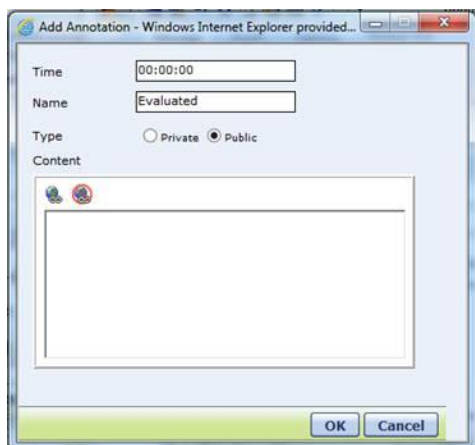 Add Annotation - Windows Internet Explorer provided...
Time 00:00:00
Name Evaluated
Type Private Public
Content
OK Cancel